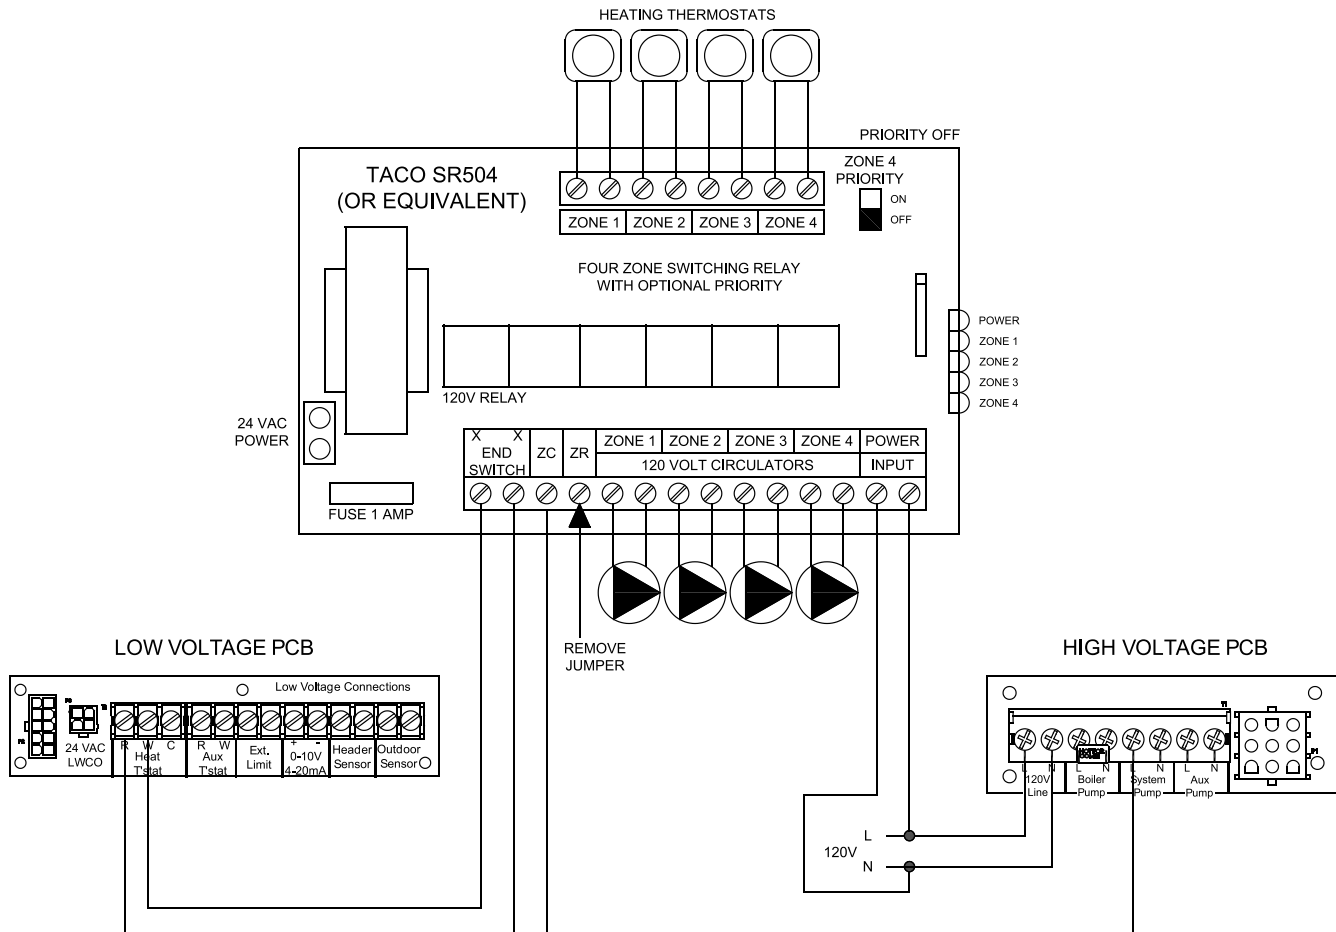 HEATING THERMOSTATS
PRIORITY OFF
TACO SR504
(OR EQUIVALENT)
ZONE 4
PRIORITY
ON
OFF
ZONE 1 ZONE 2 ZONE 3 ZONE 4
FOUR ZONE SWITCHING RELAY
WITH OPTIONAL PRIORITY
POWER
ZONE 1
ZONE 2
ZONE 3
ZONE 4
120V RELAY
24 VAC
POWER
X X
END
SWITCH
ZC
ZR
ZONE 1 ZONE 2 ZONE 3 ZONE 4 POWER
120 VOLT CIRCULATORS INPUT
FUSE 1 AMP
REMOVE
JUMPER
LOW VOLTAGE PCB
Low Voltage Connections
24 VAC
LWCO
R W C
Heat
T'stat
R W
Aux
T'stat
Ext.
Limit
+ -
0-10V
4-20mA
Header
Sensor
Outdoor
Sensor
HIGH VOLTAGE PCB
L N L N L N L N
120V
Line
Boiler
Pump
System
Pump
Aux
Pump
L
120V
N